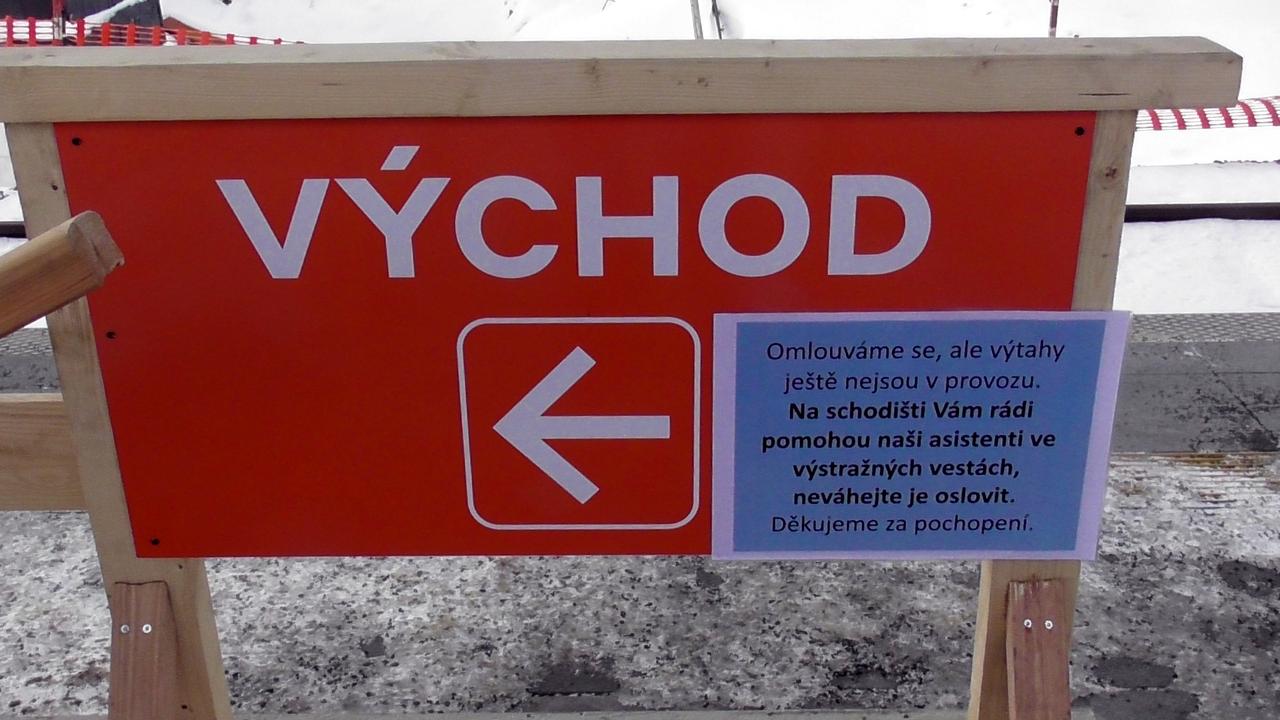 VÝCHOD
Omlouváme se, ale výtahy
ještě nejsou v provozu.
Na schodišti Vám rádi
pomohou naši asistenti ve
výstražných vestách,
neváhejte je oslovit.
Děkujeme za pochopení.